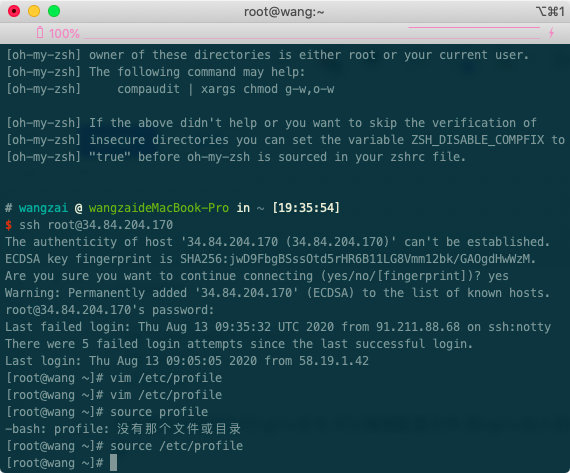 root@wang:~
⌥⌘1
100%
[oh-my-zsh] owner of these directories is either root or your current user.
[oh-my-zsh] The following command may help:
[oh-my-zsh]     compaudit | xargs chmod g-w,o-w
[oh-my-zsh] If the above didn't help or you want to skip the verification of
[oh-my-zsh] insecure directories you can set the variable ZSH_DISABLE_COMPFIX to
[oh-my-zsh] "true" before oh-my-zsh is sourced in your zshrc file.
# wangzai @ wangzaideMacBook-Pro in ~ [19:35:54]
$ ssh root@34.84.204.170
The authenticity of host '34.84.204.170 (34.84.204.170)' can't be established.
ECDSA key fingerprint is SHA256:jwD9FbgBSssOtd5rHR6B11LG8Vmm12bk/GAOgdHwWzM.
Are you sure you want to continue connecting (yes/no/[fingerprint])? yes
Warning: Permanently added '34.84.204.170' (ECDSA) to the list of known hosts.
root@34.84.204.170's password:
Last failed login: Thu Aug 13 09:35:32 UTC 2020 from 91.211.88.68 on ssh:notty
There were 5 failed login attempts since the last successful login.
Last login: Thu Aug 13 09:05:05 2020 from 58.19.1.42
[root@wang ~]# vim /etc/profile
[root@wang ~]# vim /etc/profile
[root@wang ~]# source profile
-bash: profile: 没有那个文件或目录
[root@wang ~]# source /etc/profile
[root@wang ~]#